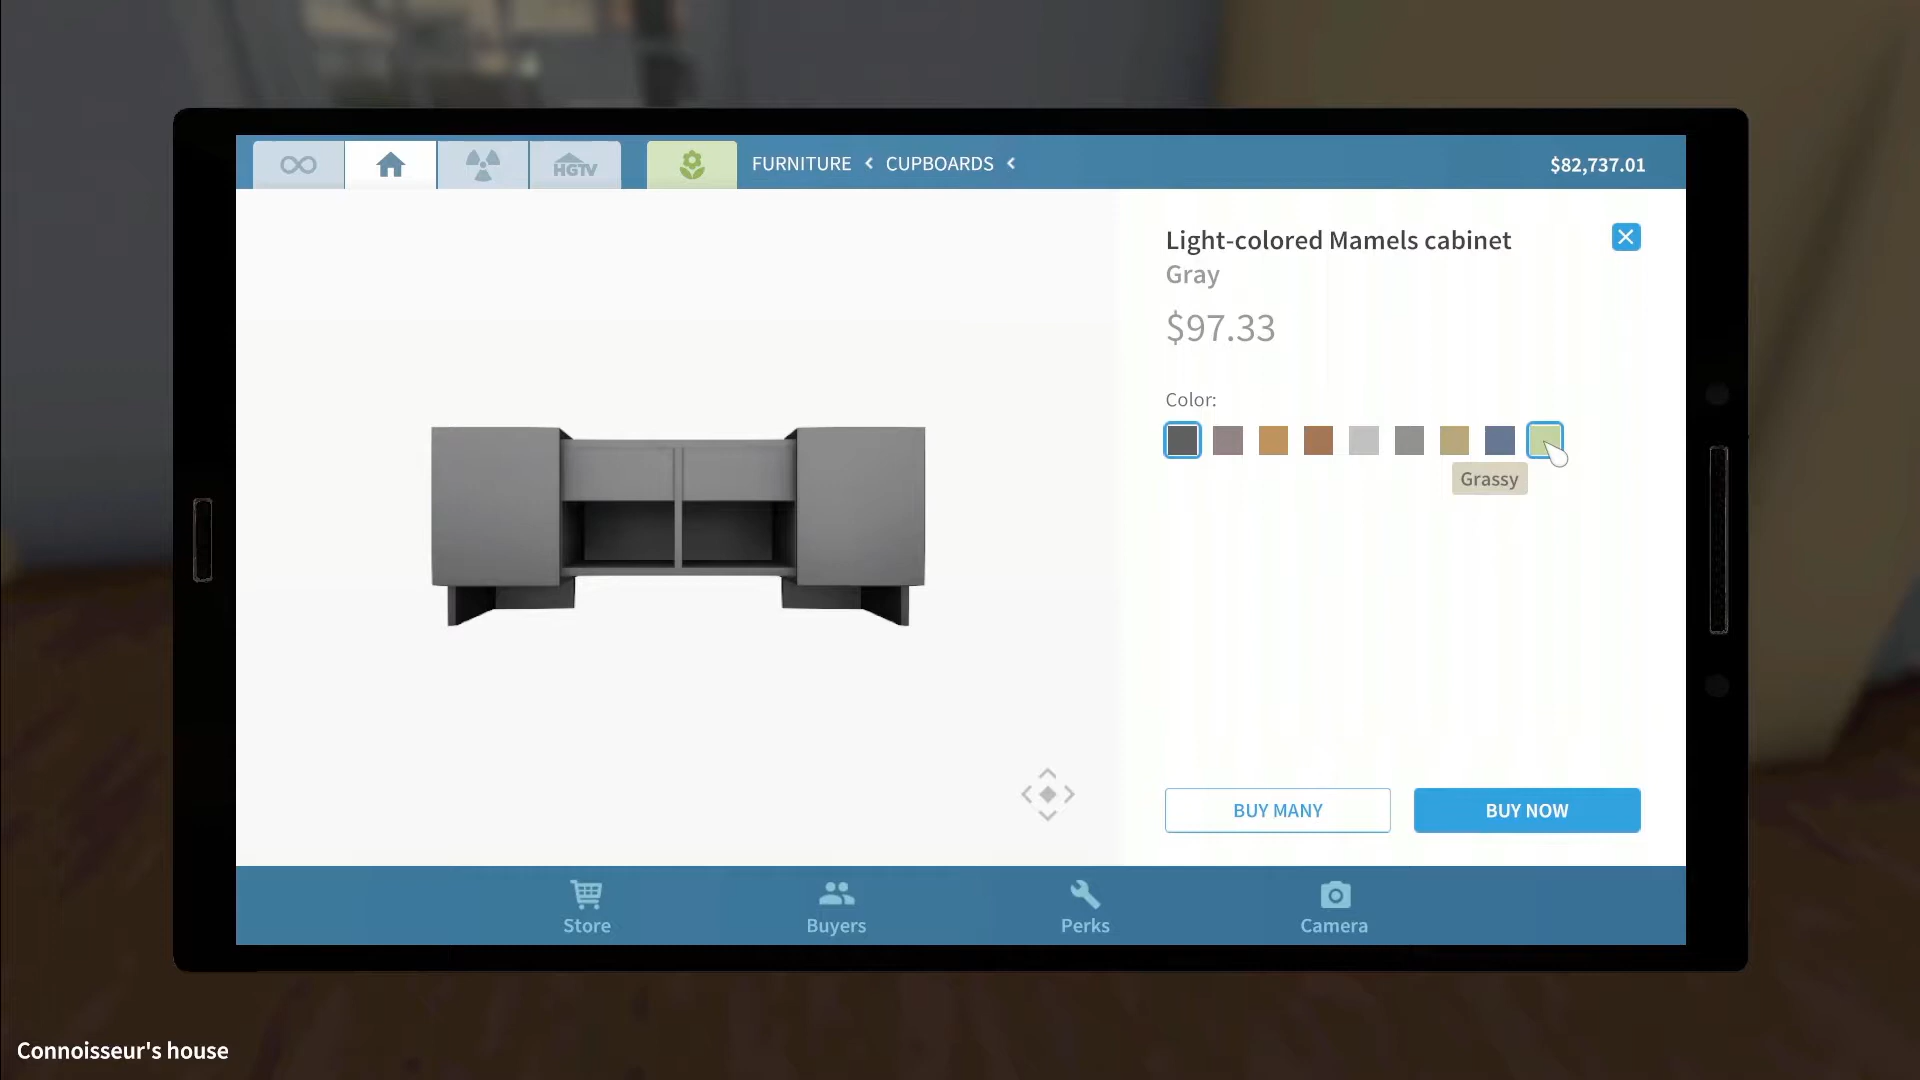 HGTV
FURNITURE < CUPBOARDS <
$82,737.01
Light-colored Mamels cabinet
Gray
$97.33
Color:
Grassy
BUY MANY
BUY NOW
Store
Buyers
Perks
Camera
Connoisseur's house